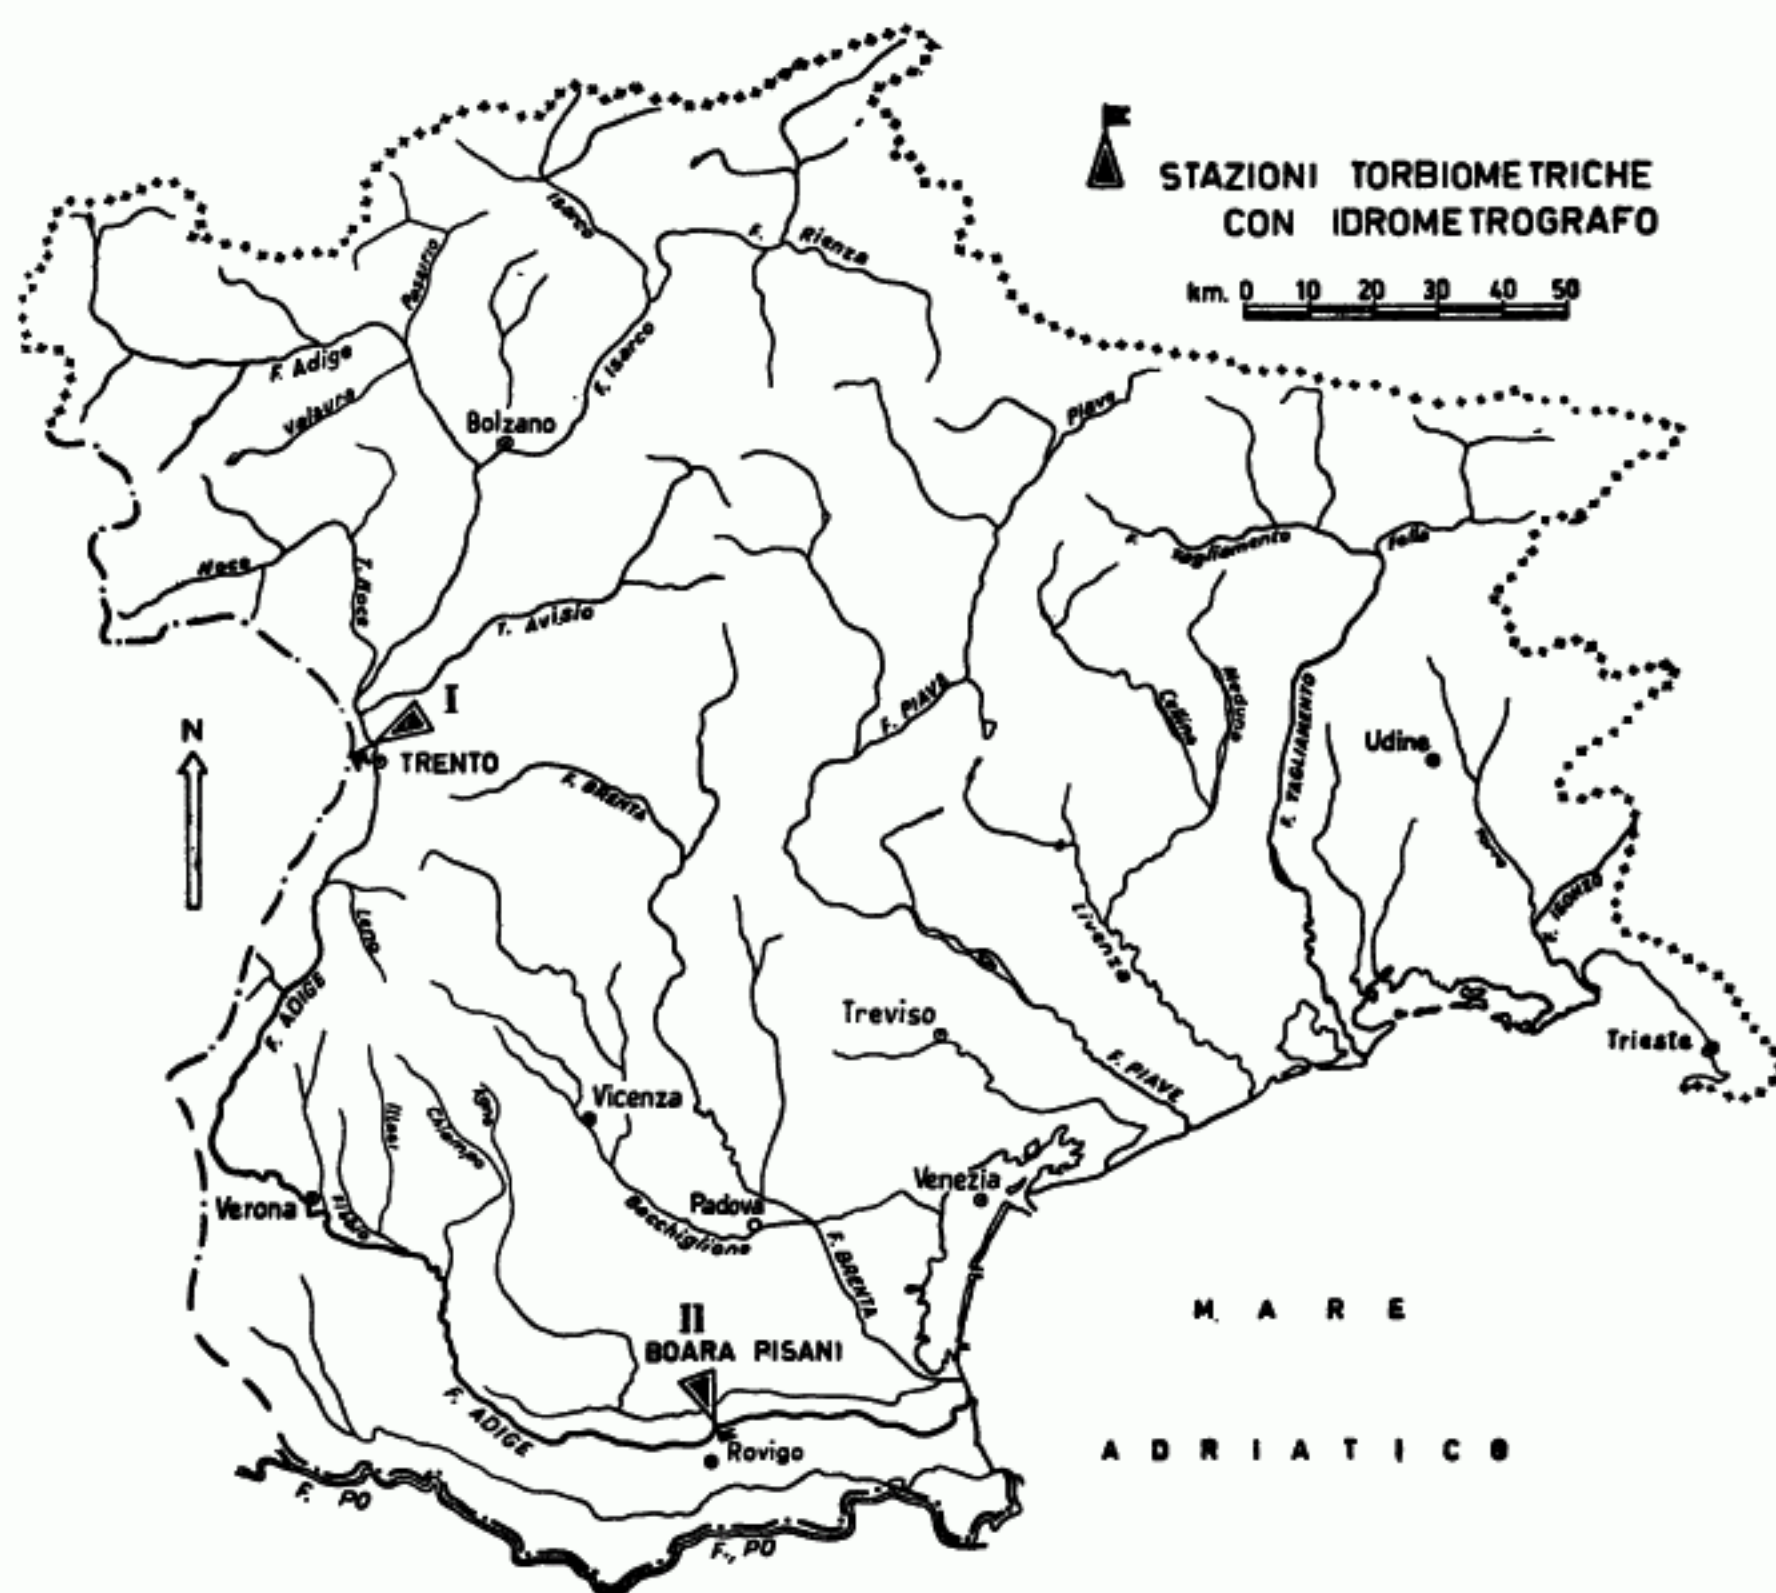 STAZIONI TORBIOMETRICHE
CON IDROMETROGRAFO
km. 0 10 20 30 40 50
Isarco
F. Rienza
Passirio
F. Isarco
F. Adige
Valsura
Piave
Bolzano
F. Tagliamento
Fella
Noce
T. Noce
T. Avisio
I
F. PIAVE
Cellina
Meduna
F. TAGLIAMENTO
N
Udine
TRENTO
F. BRENTA
Torre
F. ISONZO
Leno
Livenza
F. ADIGE
Treviso
Trieste
F. PIAVE
Vicenza
Illasi
Chiampo
Agno
Venezia
Verona
Padova
Bacchiglione
F. BRENTA
MARE
II
BOARA PISANI
F. ADIGE
Rovigo
ADRIATICO
F. PO
F. PO